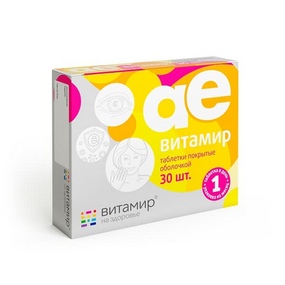 ае
витамир
таблетки покрытые
оболочкой
30 шт.
1
витамир®
на здоровье